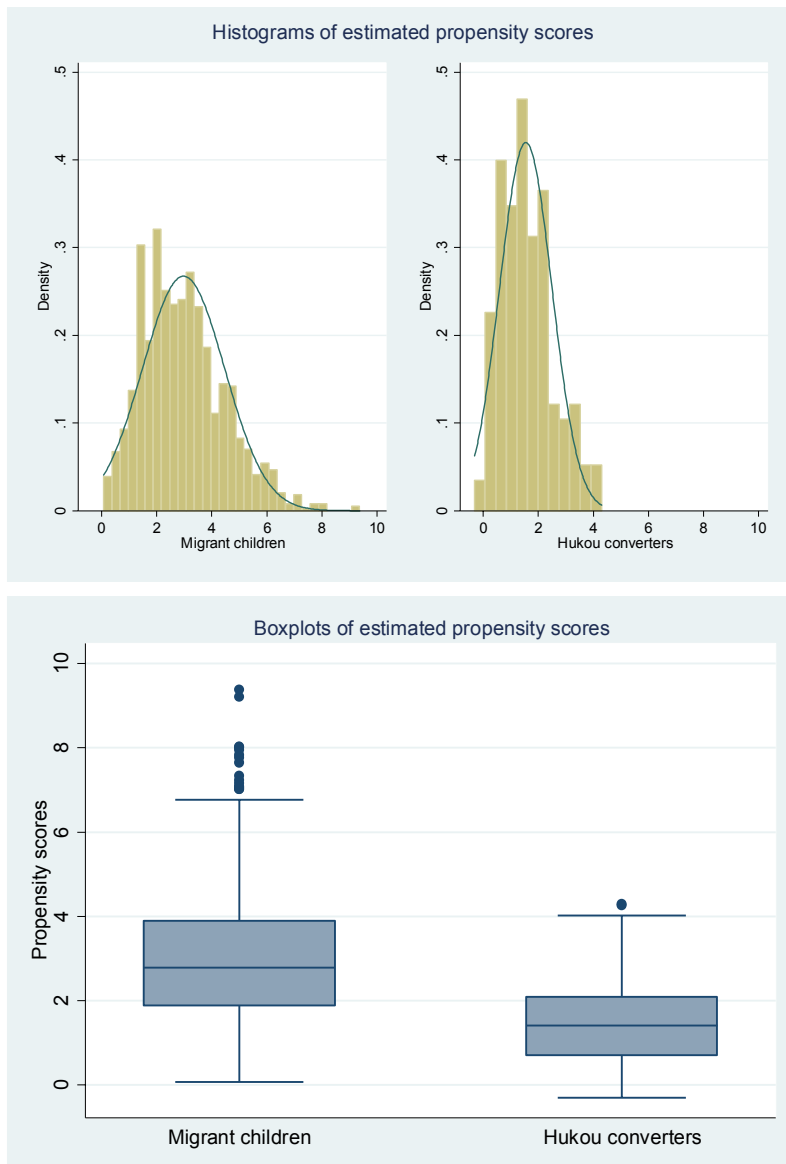 Histograms of estimated propensity scores
Density
.5
.4
.3
.2
.1
0
0 2 4 6 8 10
Migrant children
Density
.5
.4
.3
.2
.1
0
0 2 4 6 8 10
Hukou converters
Boxplots of estimated propensity scores
Propensity scores
10
8
6
4
2
0
Migrant children Hukou converters